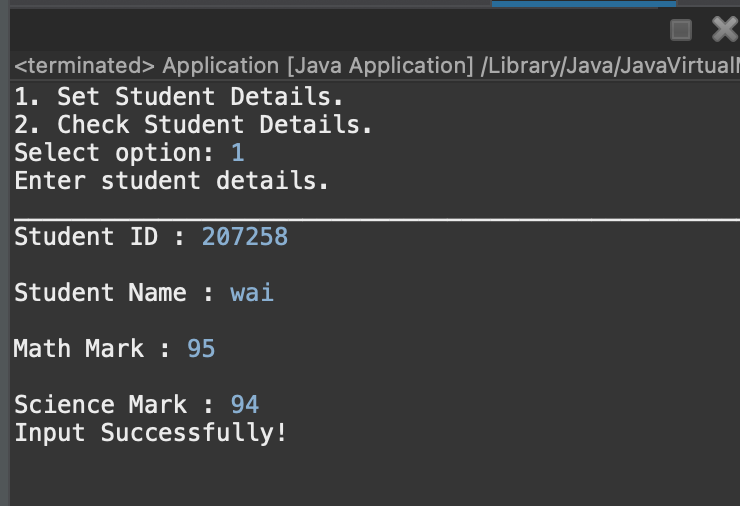 <terminated> Application [Java Application] /Library/Java/JavaVirtual
1. Set Student Details.
2. Check Student Details.
Select option: 1
Enter student details.
Student ID : 207258
Student Name : wai
Math Mark : 95
Science Mark : 94
Input Successfully!